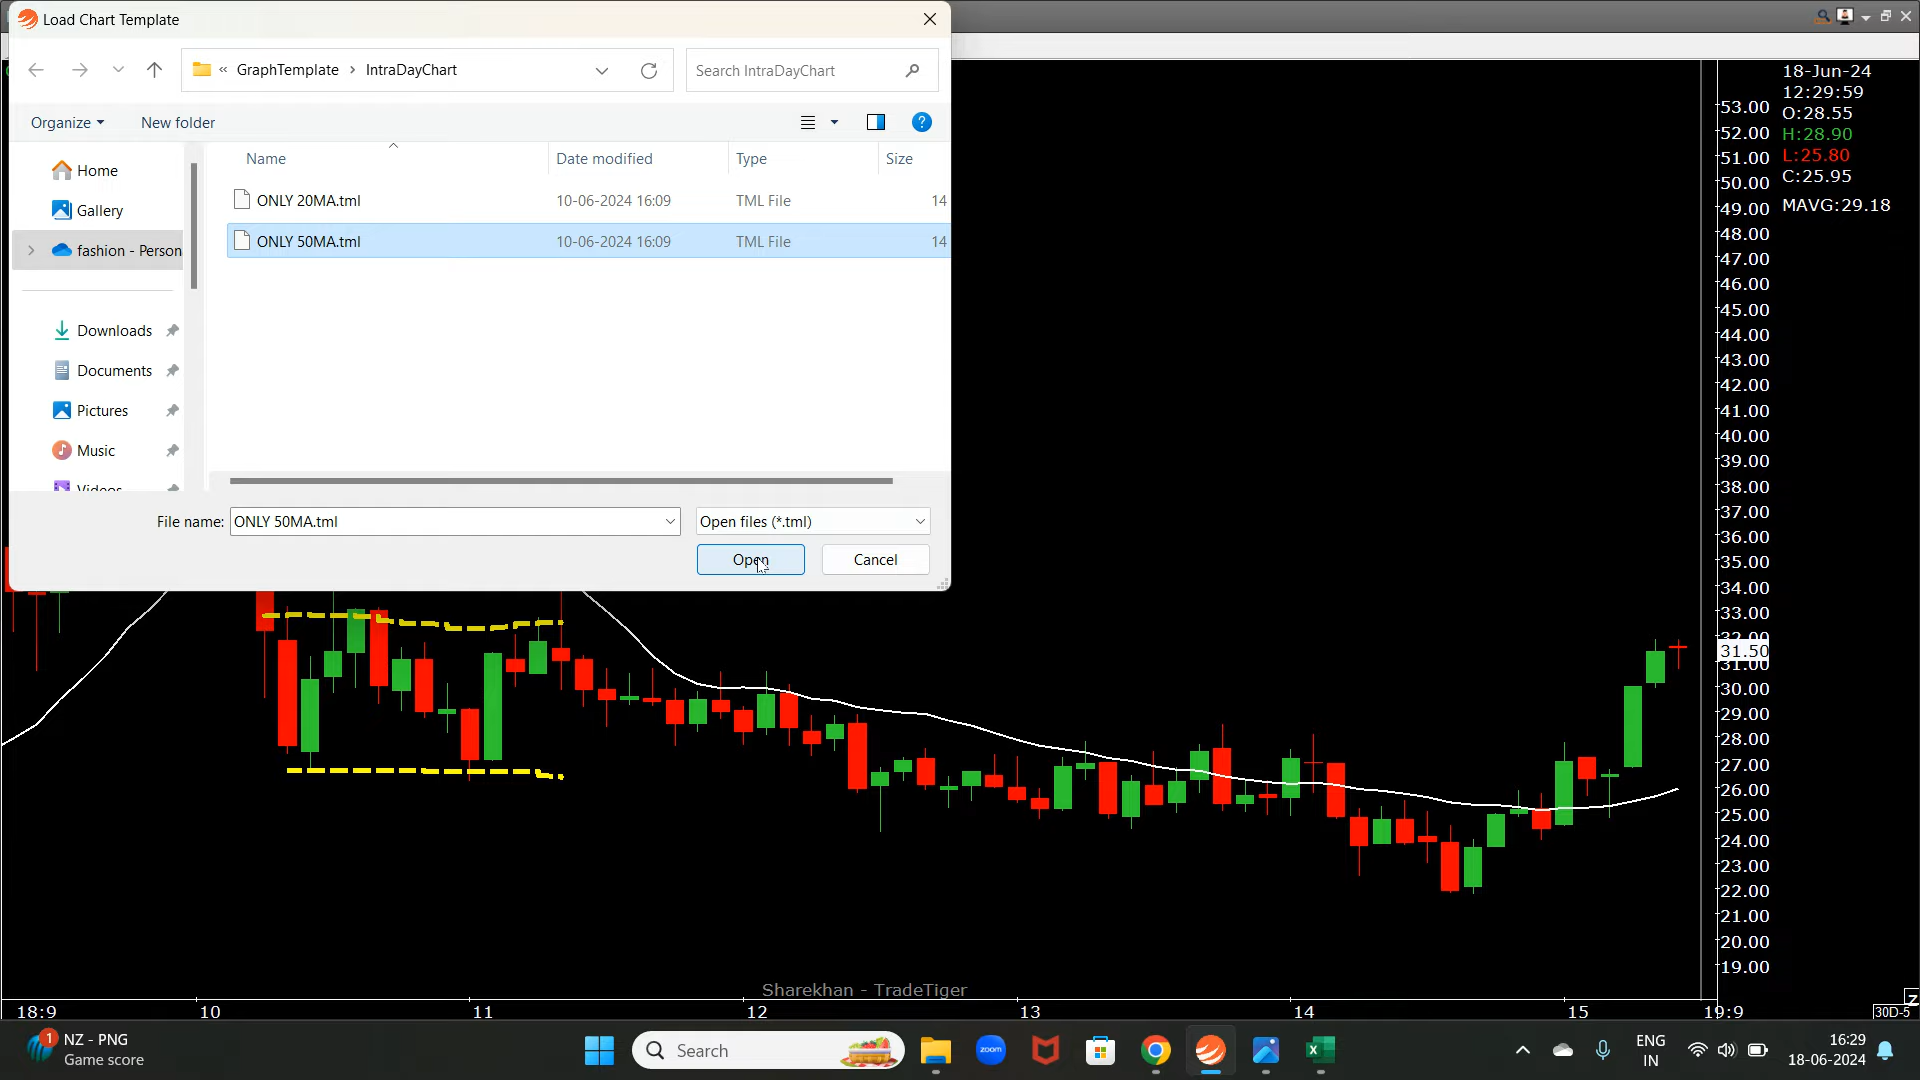 Load Chart Template
« GraphTemplate › IntraDayChart
Search IntraDayChart
Organize
New folder
Name
Date modified
Type
Size
ONLY 20MA.tml 10-06-2024 16:09 TML File 14
ONLY 50MA.tml 10-06-2024 16:09 TML File 14
Home
Gallery
fashion - Person
Downloads
Documents
Pictures
Music
Videos
File name: ONLY 50MA.tml
Open files (*.tml)
Open
Cancel
18-Jun-24
12:29:59
O:28.55
H:28.90
L:25.80
C:25.95
MAVG:29.18
53.00
52.00
51.00
50.00
49.00
48.00
47.00
46.00
45.00
44.00
43.00
42.00
41.00
40.00
39.00
38.00
37.00
36.00
35.00
34.00
33.00
32.00
31.50
31.00
30.00
29.00
28.00
27.00
26.00
25.00
24.00
23.00
22.00
21.00
20.00
19.00
Sharekhan - TradeTiger
18:9 10 11 12 13 14 15 19:9
Z
30D-5
1
NZ - PNG
Game score
Search
zoom
ENG
IN
16:29
18-06-2024